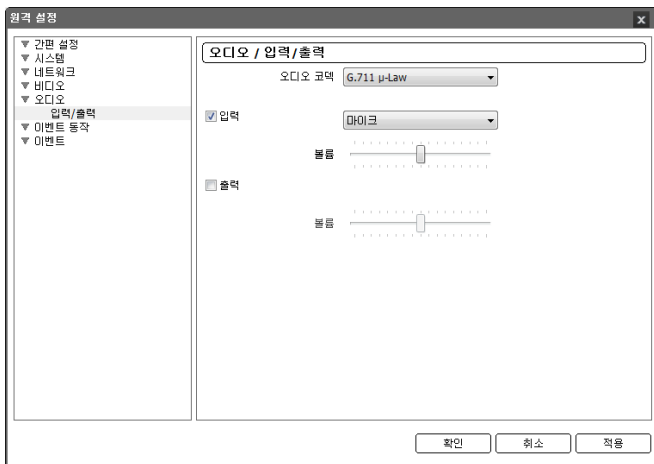 원격 설정
x
간편 설정
시스템
네트워크
비디오
오디오
입력/출력
이벤트 동작
이벤트
오디오 / 입력/출력
오디오 코덱 G.711 µ-Law
입력 마이크
볼륨
출력
볼륨
확인 취소 적용